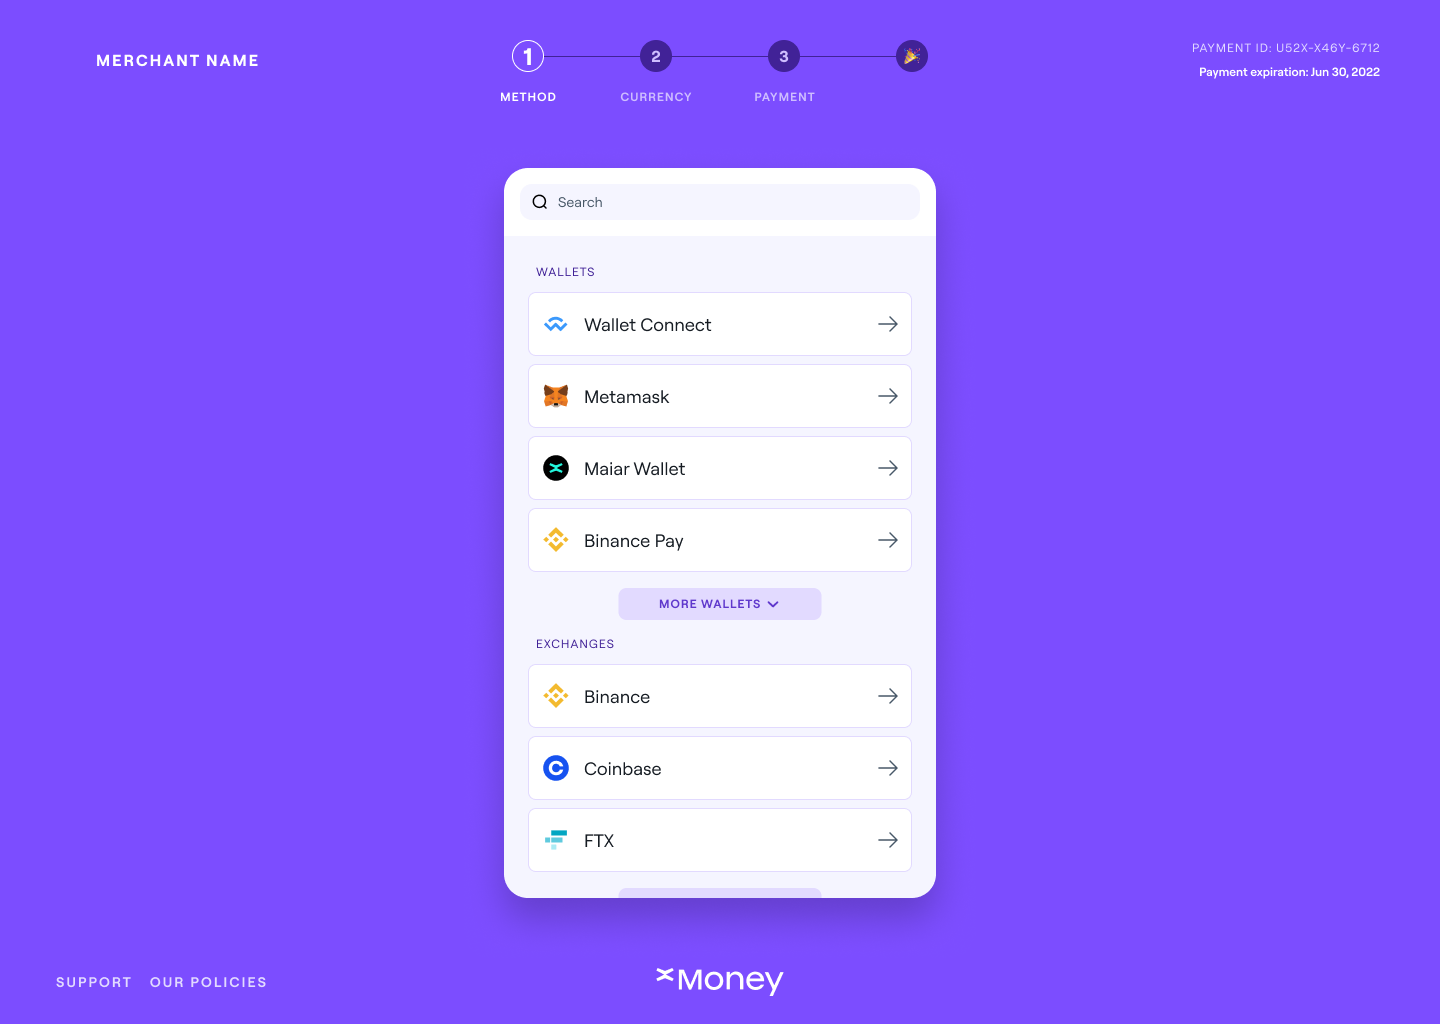 MERCHANT NAME
1
2
3
METHOD
CURRENCY
PAYMENT
PAYMENT ID: U52X-X46Y-6712
Payment expiration: Jun 30, 2022
Search
WALLETS
Wallet Connect
Metamask
Maiar Wallet
Binance Pay
MORE WALLETS
EXCHANGES
Binance
Coinbase
FTX
SUPPORT
OUR POLICIES
xMoney